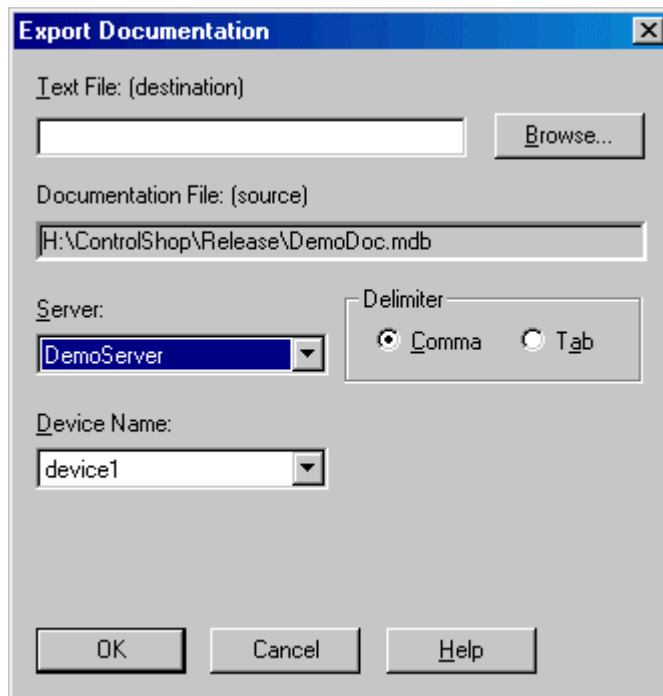 Export Documentation
Text File: (destination)
Browse...
Documentation File: (source)
H:\ControlShop\Release\DemoDoc.mdb
Server:
Delimiter
DemoServer
Comma
Tab
Device Name:
device1
OK
Cancel
Help